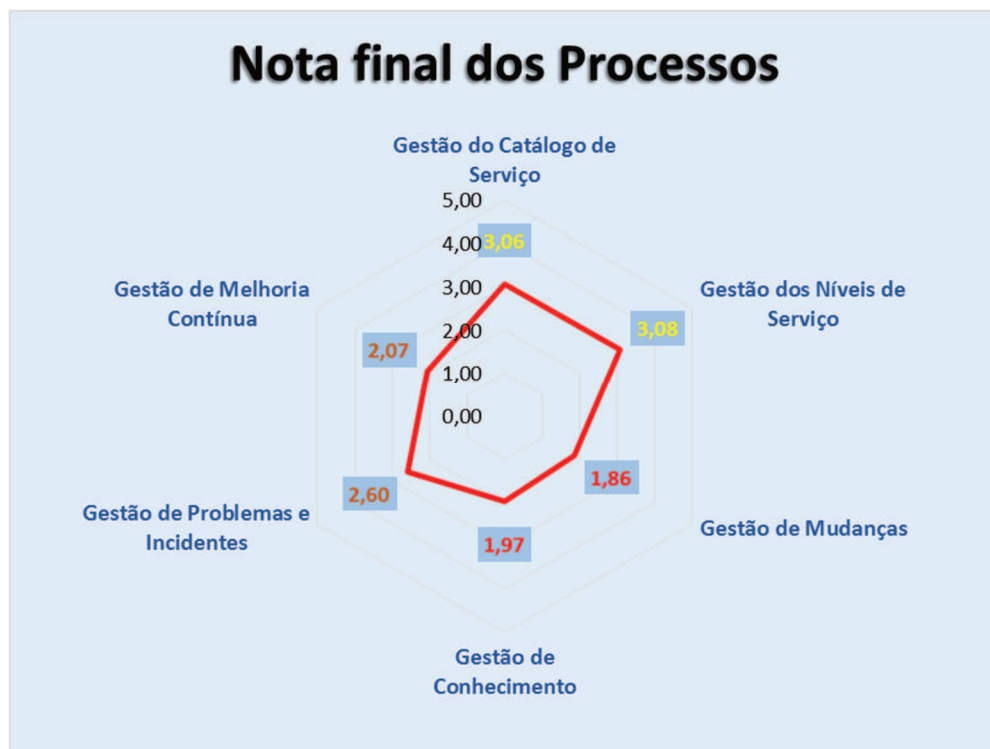 Nota final dos Processos
Gestão do Catálogo de
Serviço
5,00
4,00
3,06
3,00
2,00
1,00
0,00
Gestão dos Níveis de
Serviço
3,08
Gestão de Mudanças
1,86
Gestão de
Conhecimento
1,97
Gestão de Problemas e
Incidentes
2,60
Gestão de Melhoria
Contínua
2,07